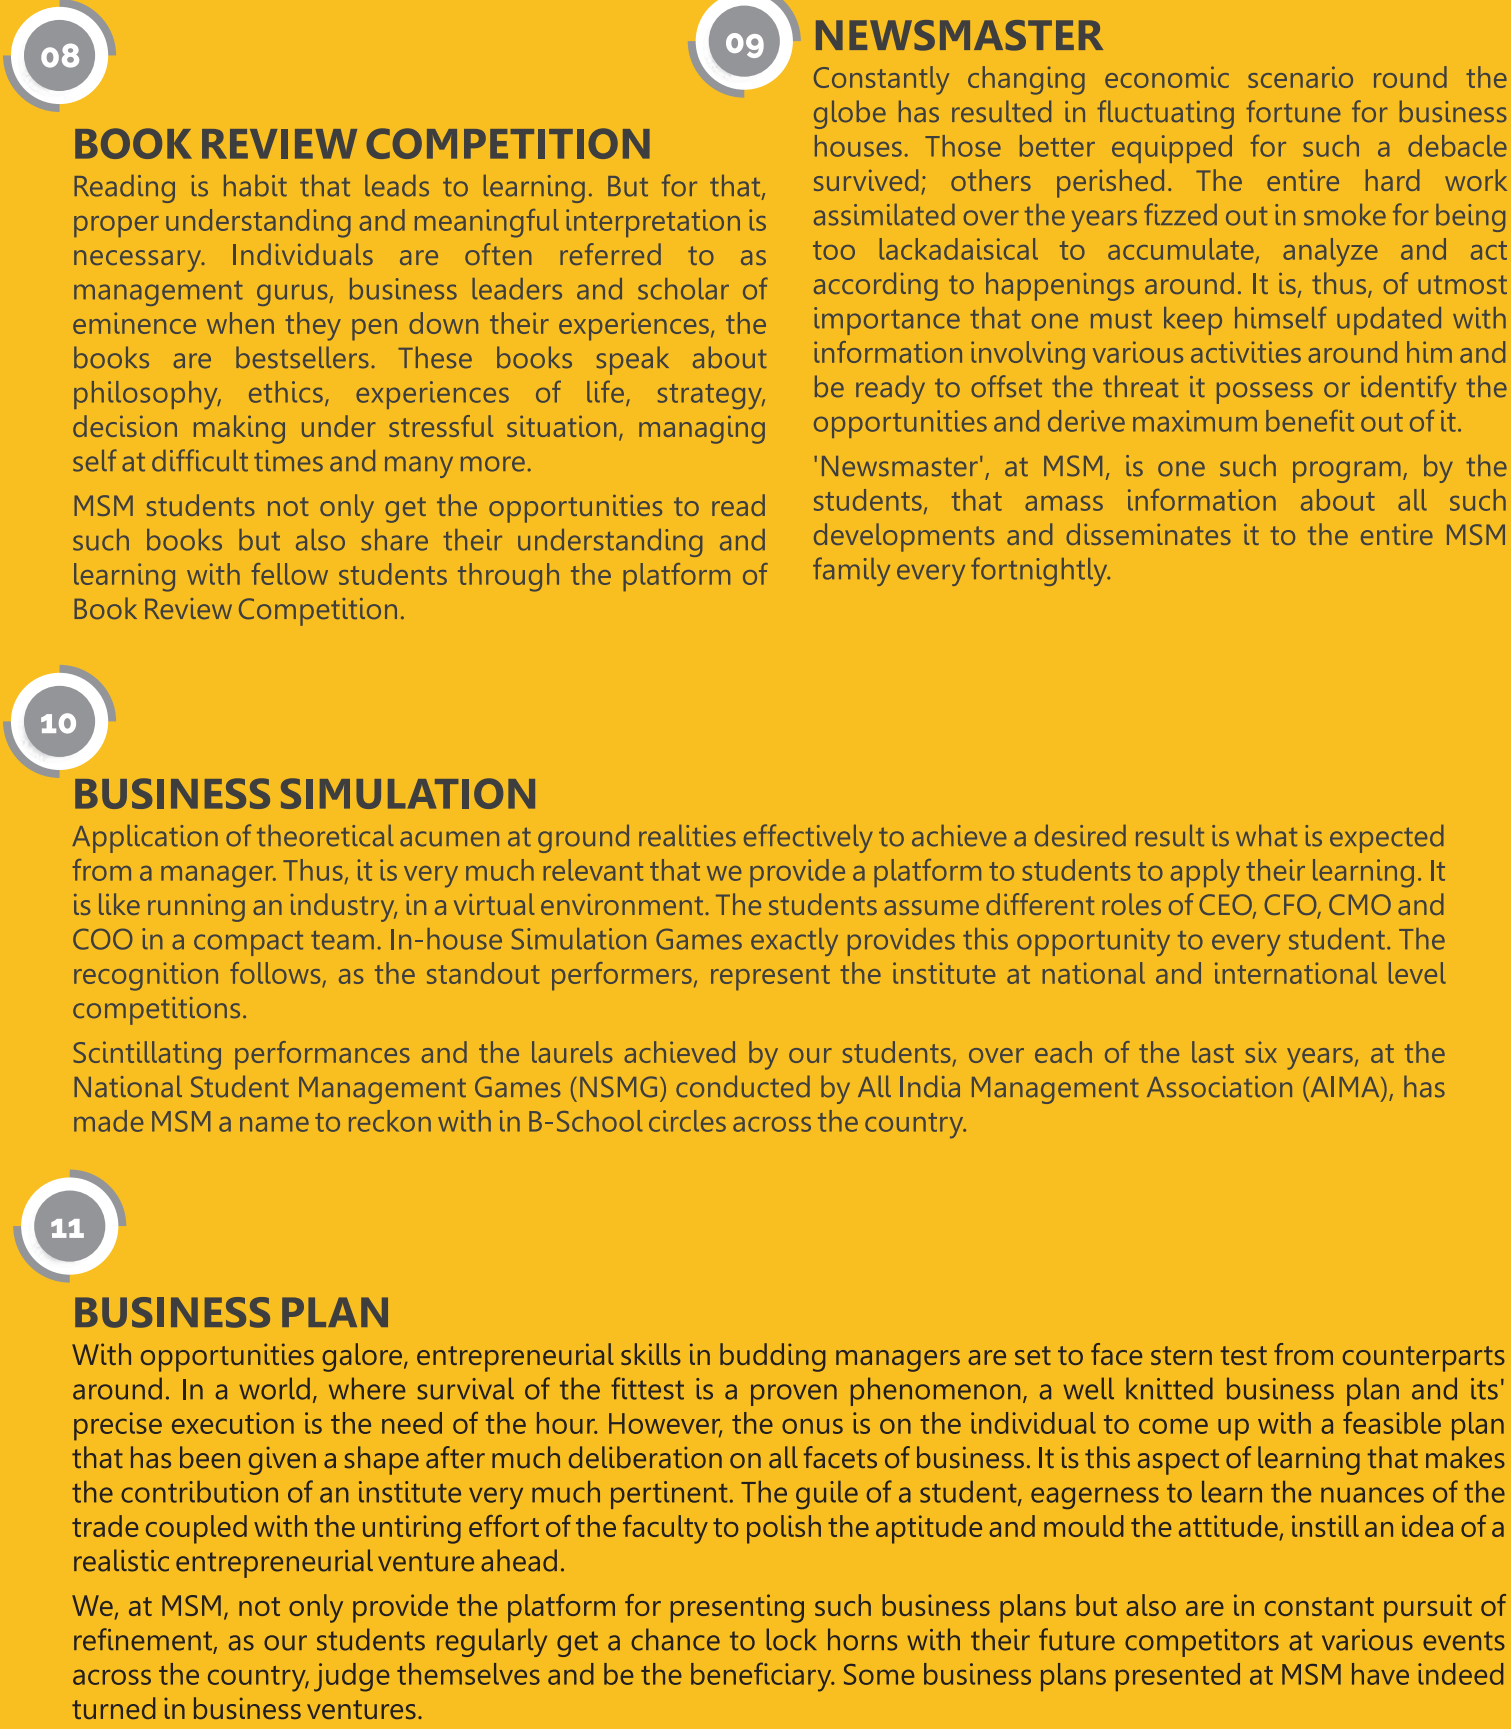 08
BOOK REVIEW COMPETITION
Reading is habit that leads to learning. But for that,
proper understanding and meaningful interpretation is
necessary. Individuals are often referred to as
management gurus, business leaders and scholar of
eminence when they pen down their experiences, the
books are bestsellers. These books speak about
philosophy, ethics, experiences of life, strategy,
decision making under stressful situation, managing
self at difficult times and many more.
MSM students not only get the opportunities to read
such books but also share their understanding and
learning with fellow students through the platform of
Book Review Competition.
09
NEWSMASTER
Constantly changing economic scenario round the
globe has resulted in fluctuating fortune for business
houses. Those better equipped for such a debacle
survived; others perished. The entire hard work
assimilated over the years fizzed out in smoke for being
too lackadaisical to accumulate, analyze and act
according to happenings around. It is, thus, of utmost
importance that one must keep himself updated with
information involving various activities around him and
be ready to offset the threat it possess or identify the
opportunities and derive maximum benefit out of it.
'Newsmaster', at MSM, is one such program, by the
students, that amass information about all such
developments and disseminates it to the entire MSM
family every fortnightly.
10
BUSINESS SIMULATION
Application of theoretical acumen at ground realities effectively to achieve a desired result is what is expected
from a manager. Thus, it is very much relevant that we provide a platform to students to apply their learning. It
is like running an industry, in a virtual environment. The students assume different roles of CEO, CFO, CMO and
COO in a compact team. In-house Simulation Games exactly provides this opportunity to every student. The
recognition follows, as the standout performers, represent the institute at national and international level
competitions.
Scintillating performances and the laurels achieved by our students, over each of the last six years, at the
National Student Management Games (NSMG) conducted by All India Management Association (AIMA), has
made MSM a name to reckon with in B-School circles across the country.
11
BUSINESS PLAN
With opportunities galore, entrepreneurial skills in budding managers are set to face stern test from counterparts
around. In a world, where survival of the fittest is a proven phenomenon, a well knitted business plan and its'
precise execution is the need of the hour. However, the onus is on the individual to come up with a feasible plan
that has been given a shape after much deliberation on all facets of business. It is this aspect of learning that makes
the contribution of an institute very much pertinent. The guile of a student, eagerness to learn the nuances of the
trade coupled with the untiring effort of the faculty to polish the aptitude and mould the attitude, instill an idea of a
realistic entrepreneurial venture ahead.
We, at MSM, not only provide the platform for presenting such business plans but also are in constant pursuit of
refinement, as our students regularly get a chance to lock horns with their future competitors at various events
across the country, judge themselves and be the beneficiary. Some business plans presented at MSM have indeed
turned in business ventures.